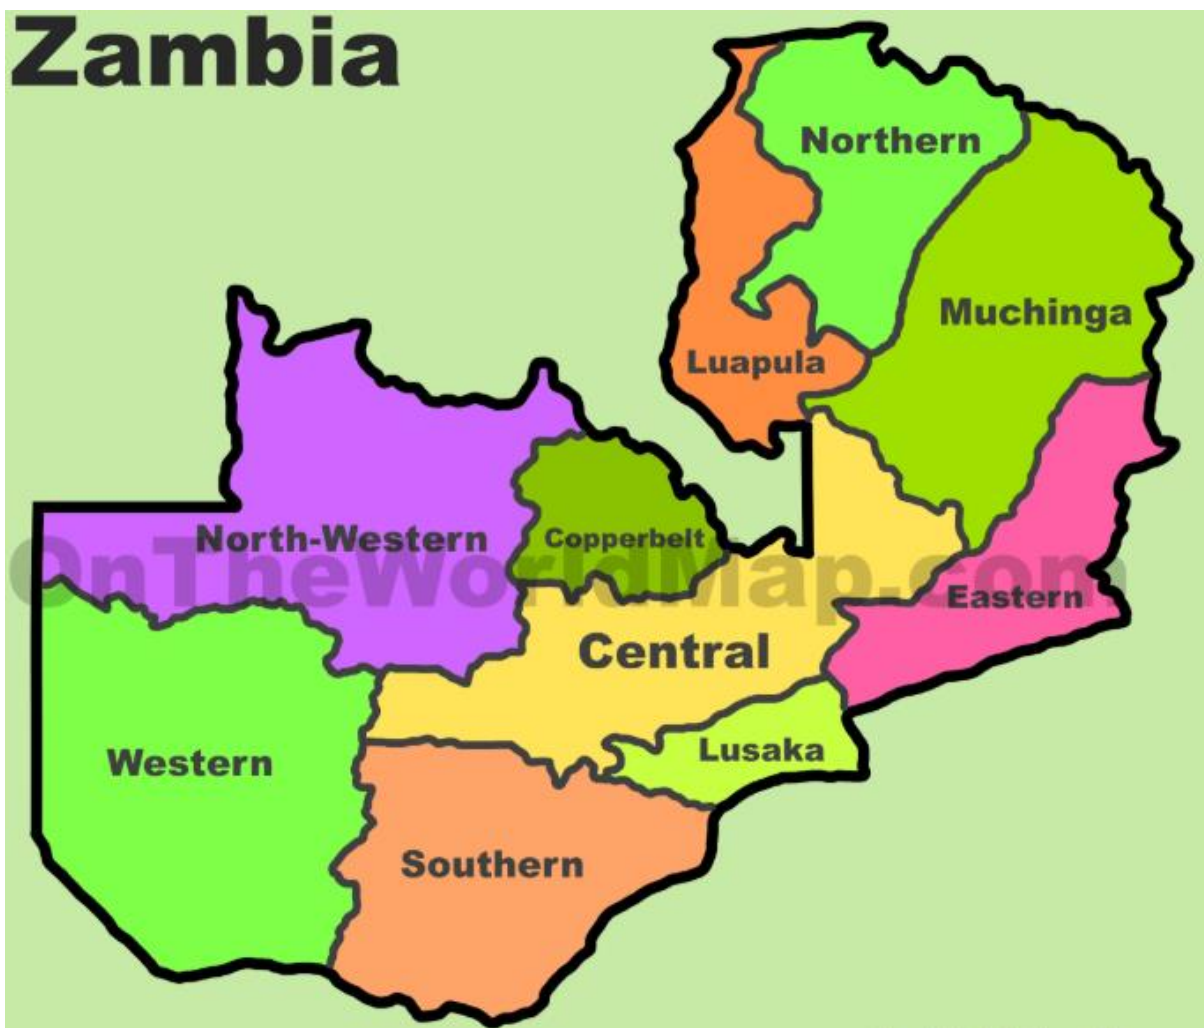 Zambia
Northern
Muchinga
Luapula
North-Western
Copperbelt
OnTheWorldMap.com
Eastern
Central
Lusaka
Western
Southern